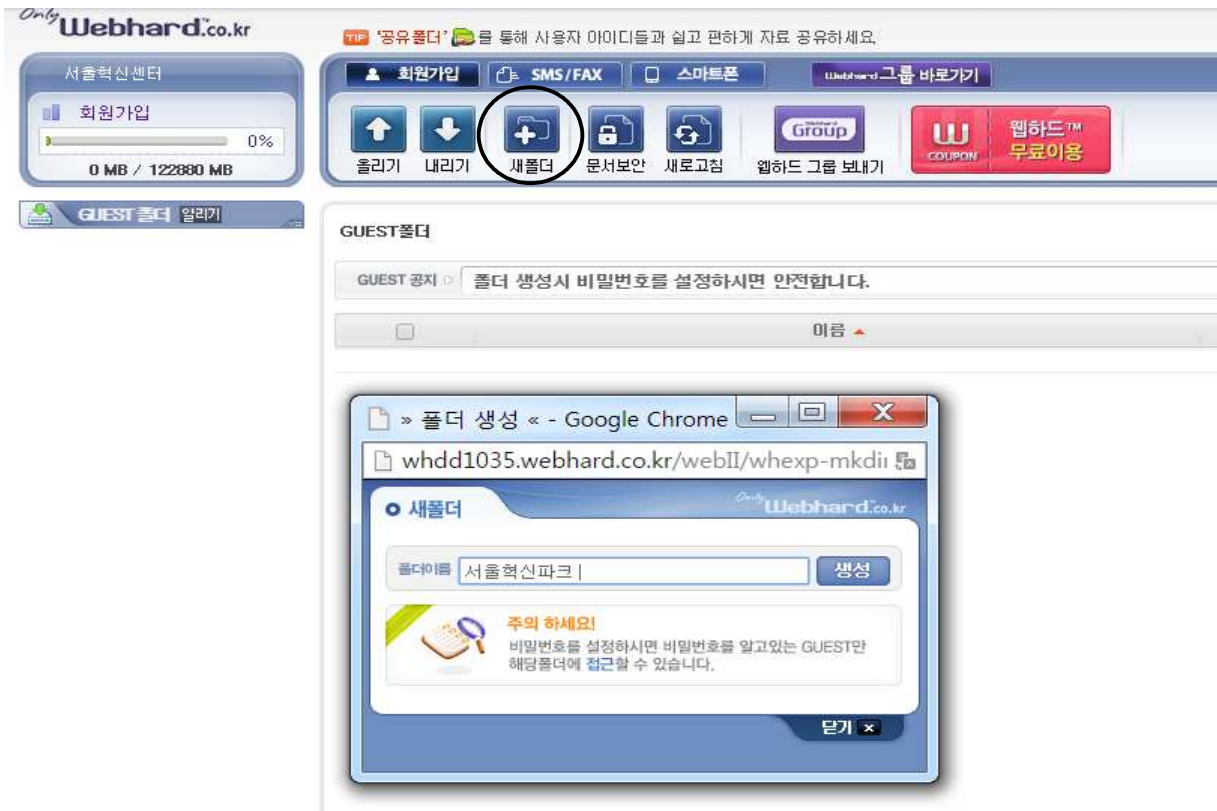 Only Webhard.co.kr
TIP '공유폴더' 를 통해 사용자 아이디들과 쉽고 편하게 자료 공유하세요.
서울혁신센터
회원가입 SMS/FAX 스마트폰 Webhard 그룹 바로가기
회원가입
0%
0 MB / 122880 MB
올리기 내리기 새폴더 문서보안 새로고침 Webhard Group 웹하드 그룹 보내기 W COUPON 웹하드™ 무료이용
GUEST 폴더 알리기
GUEST폴더
GUEST 공지 폴더 생성시 비밀번호를 설정하시면 안전합니다.
이름
» 폴더 생성 « - Google Chrome
whdd1035.webhard.co.kr/webII/whexp-mkdir
새폴더 Only Webhard.co.kr
폴더이름 서울혁신파크 생성
주의 하세요!
비밀번호를 설정하시면 비밀번호를 알고있는 GUEST만
해당폴더에 접근할 수 있습니다.
닫기 x